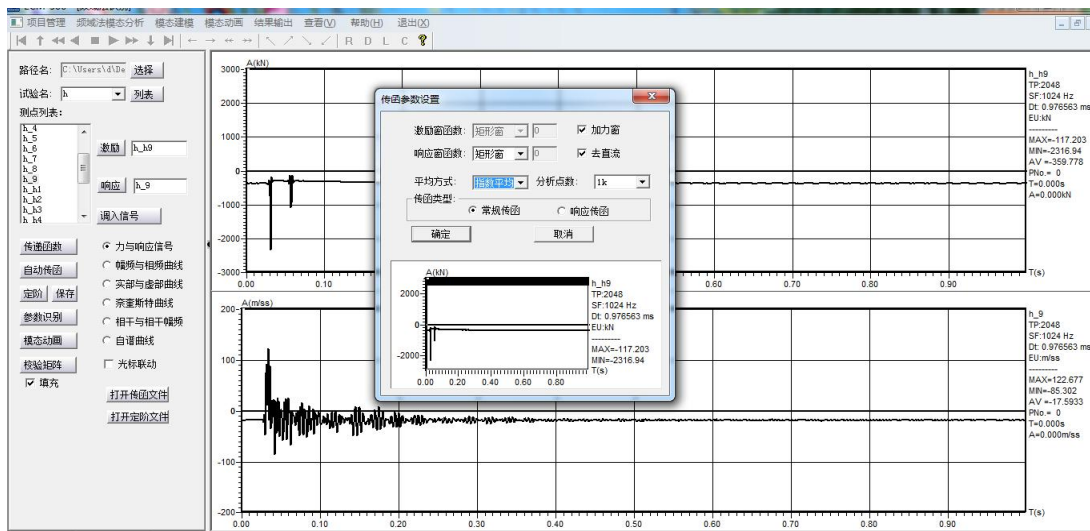 项目管理 频域法模态分析 模态建模 模态动画 结果输出 查看(V) 帮助(H) 退出(X)
R D L C ?
路径名: C:\Users\d\De 选择
试验名: h 列表
测点列表:
h_4
h_5
h_6
h_7
h_8
h_9
h_h1
h_h2
h_h3
h_h4
激励 h_h9
响应 h_9
调入信号
传递函数
自动传函
定阶 保存
参数识别
模态动画
校验矩阵
填充
力与响应信号
幅频与相频曲线
实部与虚部曲线
奈奎斯特曲线
相干与相干幅频
自谱曲线
光标联动
打开传函文件
打开定阶文件
A(kN)
3000
2000
1000
0
-1000
-2000
-3000
0.00 0.10 0.60 0.70 0.80 0.90 T(s)
h_h9
TP:2048
SF:1024 Hz
Dt: 0.976563 ms
EU:kN
MAX=-117.203
MIN=-2316.94
AV =-359.778
PNo.= 0
T=0.000s
A=0.000kN
传函参数设置
激励窗函数: 矩形窗 0 加力窗
响应窗函数: 矩形窗 0 去直流
平均方式: 指数平均 分析点数: 1k
传函类型:
常规传函 响应传函
确定 取消
A(kN)
2000
0
-2000
0.00 0.20 0.40 0.60 0.80 T(s)
h_h9
TP:2048
SF:1024 Hz
Dt: 0.976563 ms
EU:kN
MAX=-117.203
MIN=-2316.94
A(m/ss)
200
100
0
-100
-200
0.00 0.10 0.20 0.30 0.40 0.50 0.60 0.70 0.80 0.90 T(s)
h_9
TP:2048
SF:1024 Hz
Dt: 0.976563 ms
EU:m/ss
MAX=122.677
MIN=-85.302
AV =-17.5933
PNo.= 0
T=0.000s
A=0.000m/ss